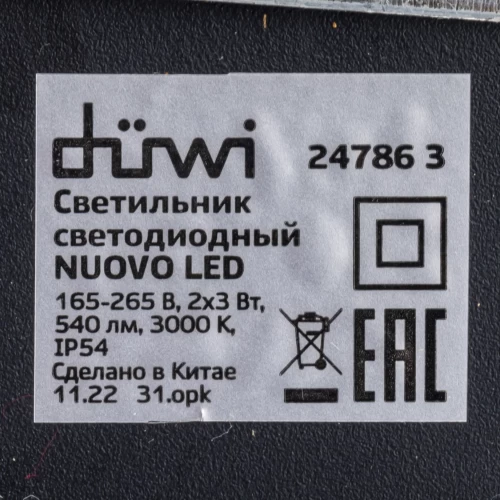 düwi
24786 3
Светильник
светодиодный
NUOVO LED
165-265 В, 2x3 Вт,
540 лм, 3000 К,
IP54
Сделано в Китае
11.22 31.opk
EAC